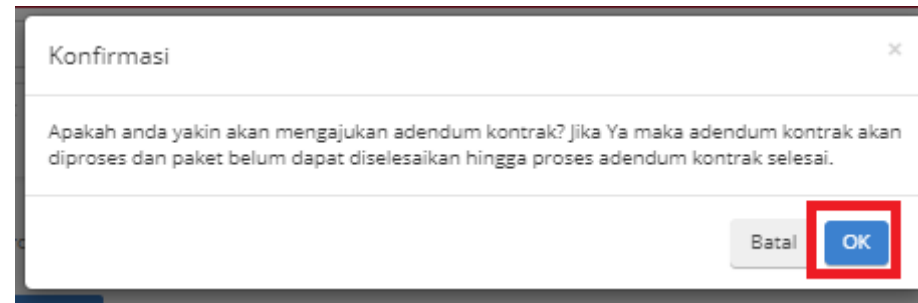 Konfirmasi
×
Apakah anda yakin akan mengajukan adendum kontrak? Jika Ya maka adendum kontrak akan
diproses dan paket belum dapat diselesaikan hingga proses adendum kontrak selesai.
Batal OK